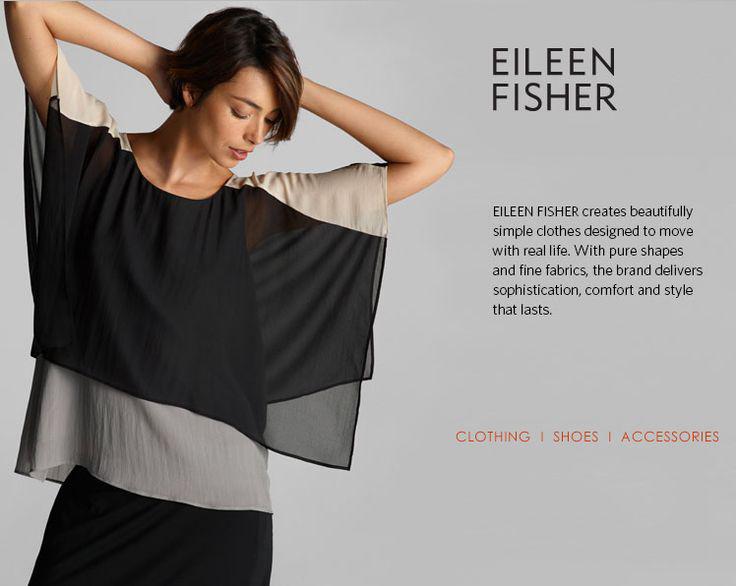 EILEEN
FISHER
EILEEN FISHER creates beautifully
simple clothes designed to move
with real life. With pure shapes
and fine fabrics, the brand delivers
sophistication, comfort and style
that lasts.
CLOTHING | SHOES | ACCESSORIES